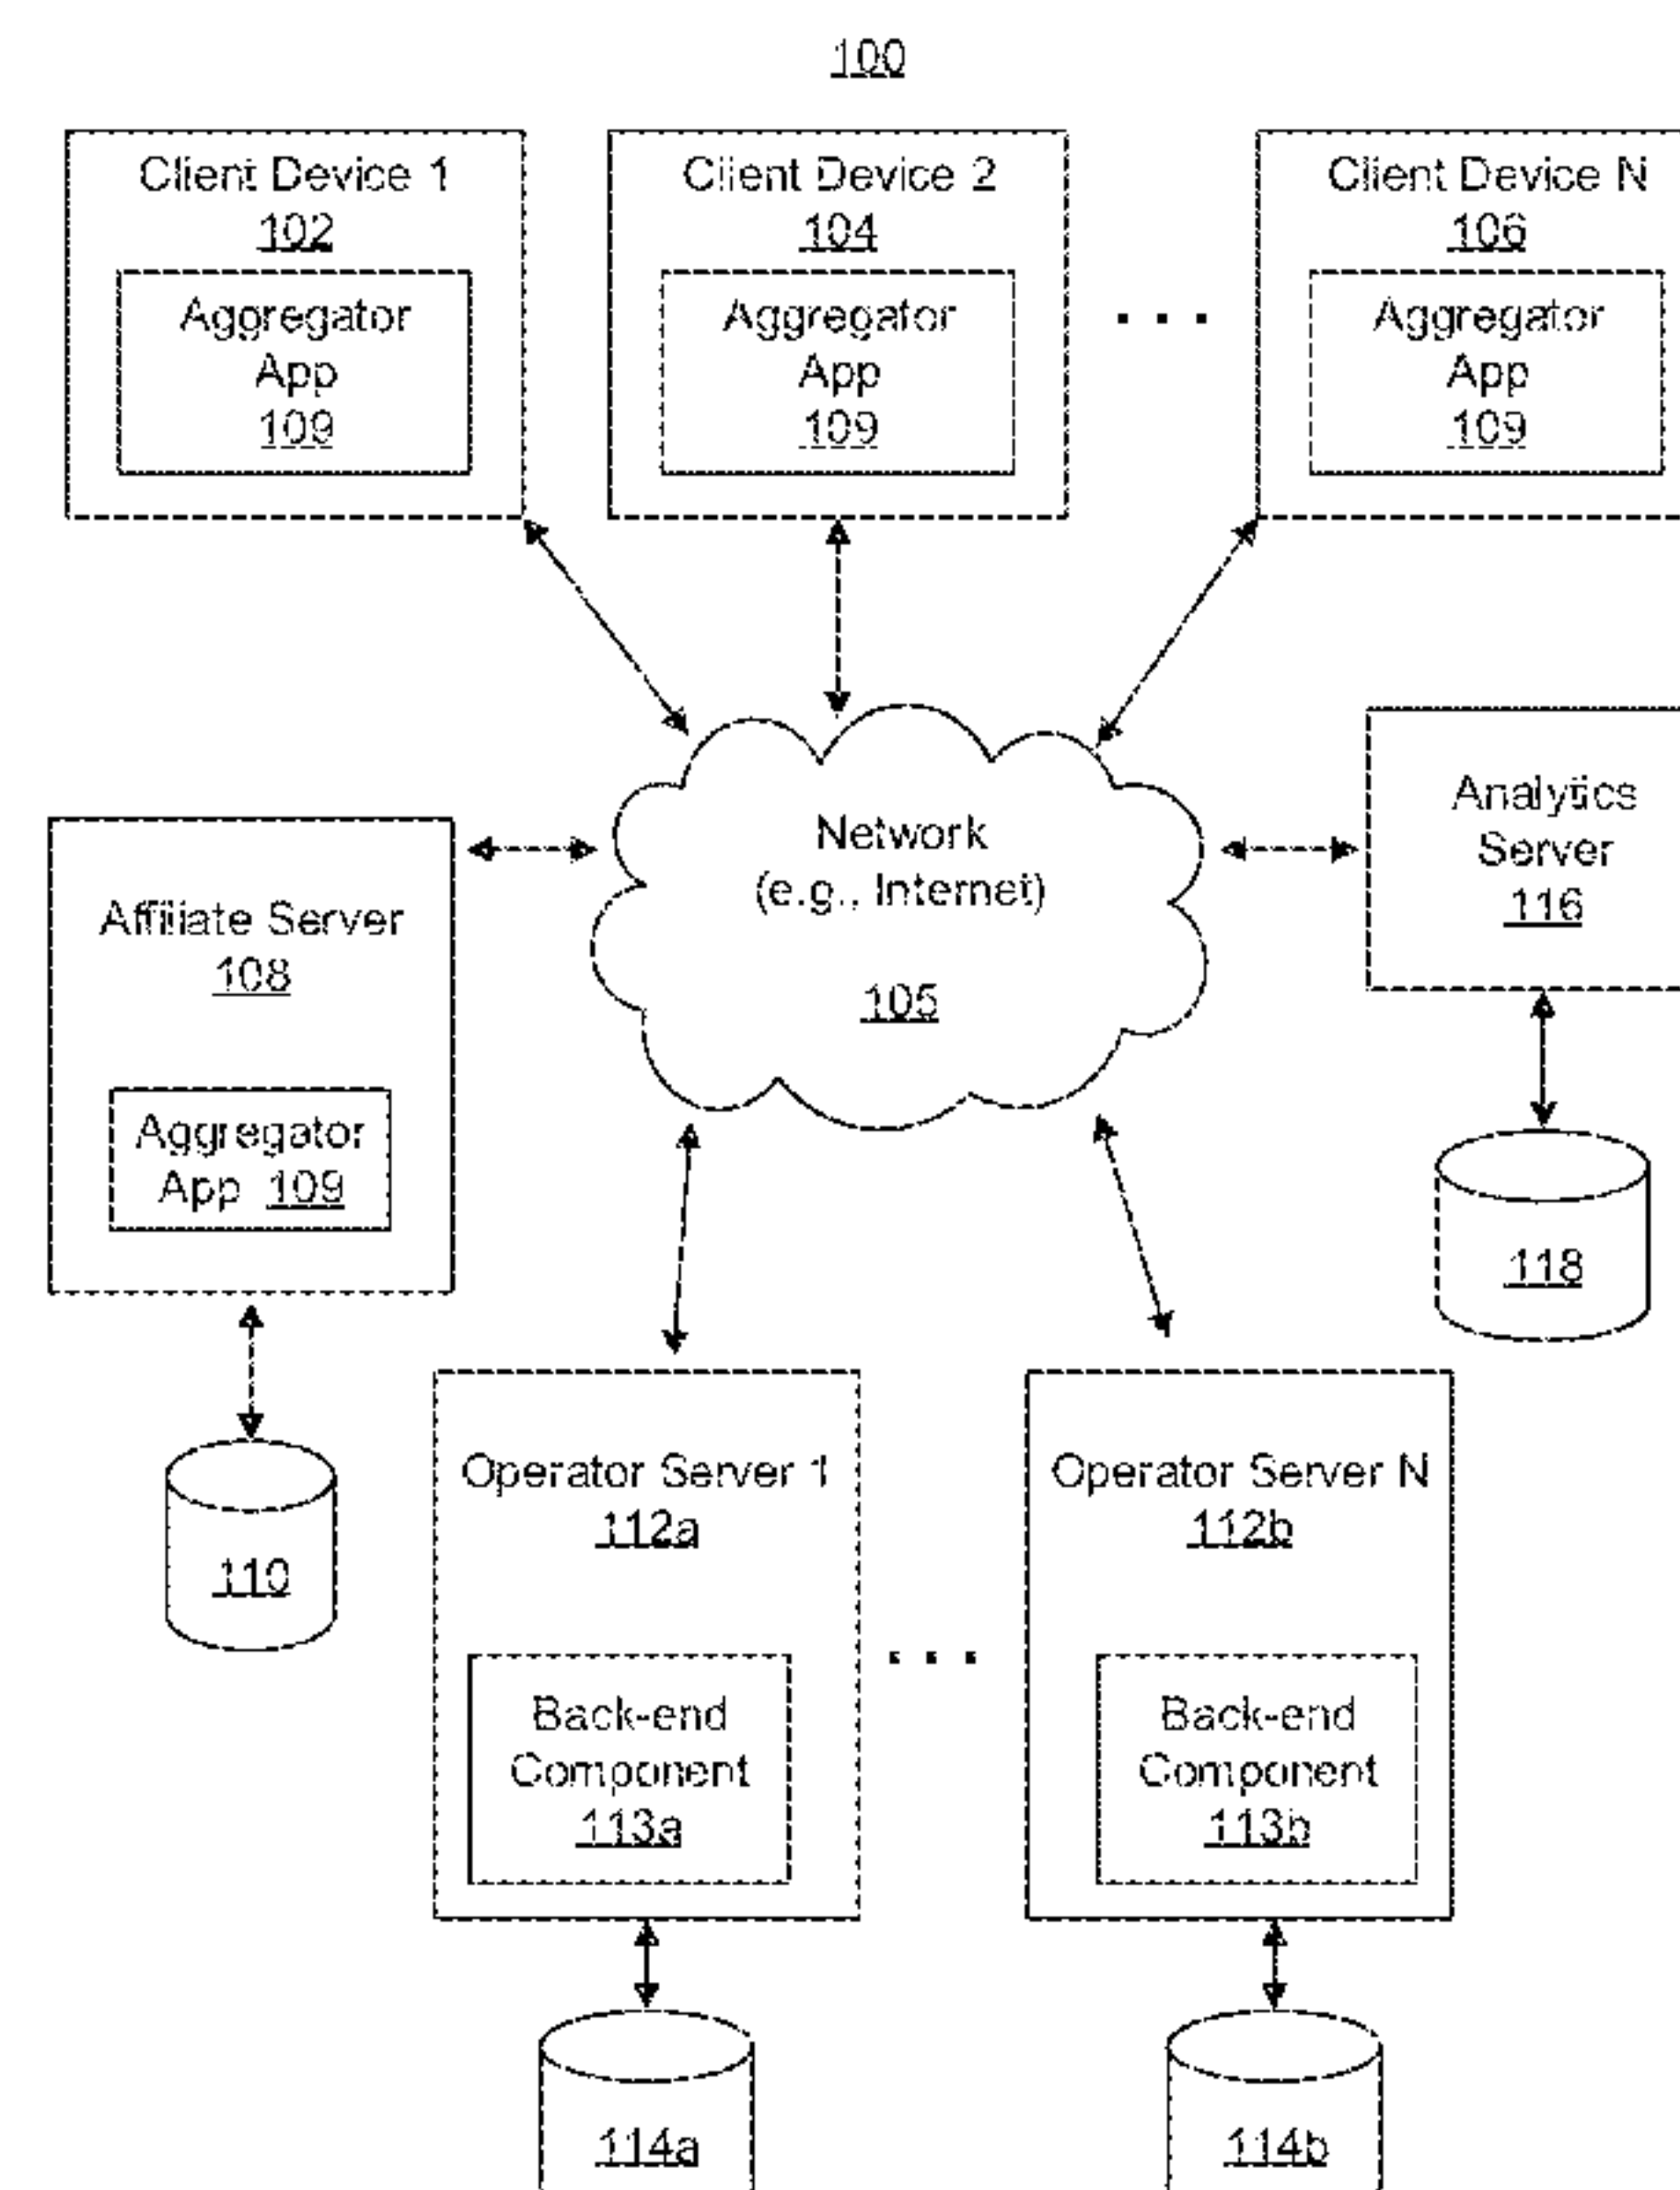 100
Client Device 1
102
Aggregator
App
109
Client Device 2
104
Aggregator
App
109
. . .
Client Device N
106
Aggregator
App
109
Network
(e.g., Internet)
105
Analytics
Server
116
118
Affiliate Server
108
Aggregator
App 109
110
Operator Server 1
112a
Back-end
Component
113a
114a
. . .
Operator Server N
112b
Back-end
Component
113b
114b